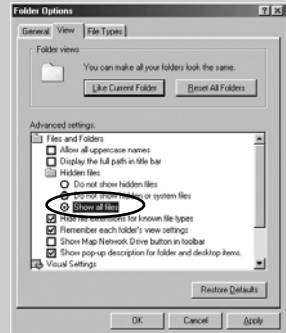 Folder Options
General View File Types
Folder views
You can make all your folders look the same.
Like Current Folder Reset All Folders
Advanced settings:
Files and Folders
Allow all uppercase names
Display the full path in title bar
Hidden files
Do not show hidden files
Do not show hidden or system files
Show all files
Hide file extensions for known file types
Remember each folder's view settings
Show Map Network Drive button in toolbar
Show pop-up description for folder and desktop items.
Visual Settings
Restore Defaults
OK Cancel Apply